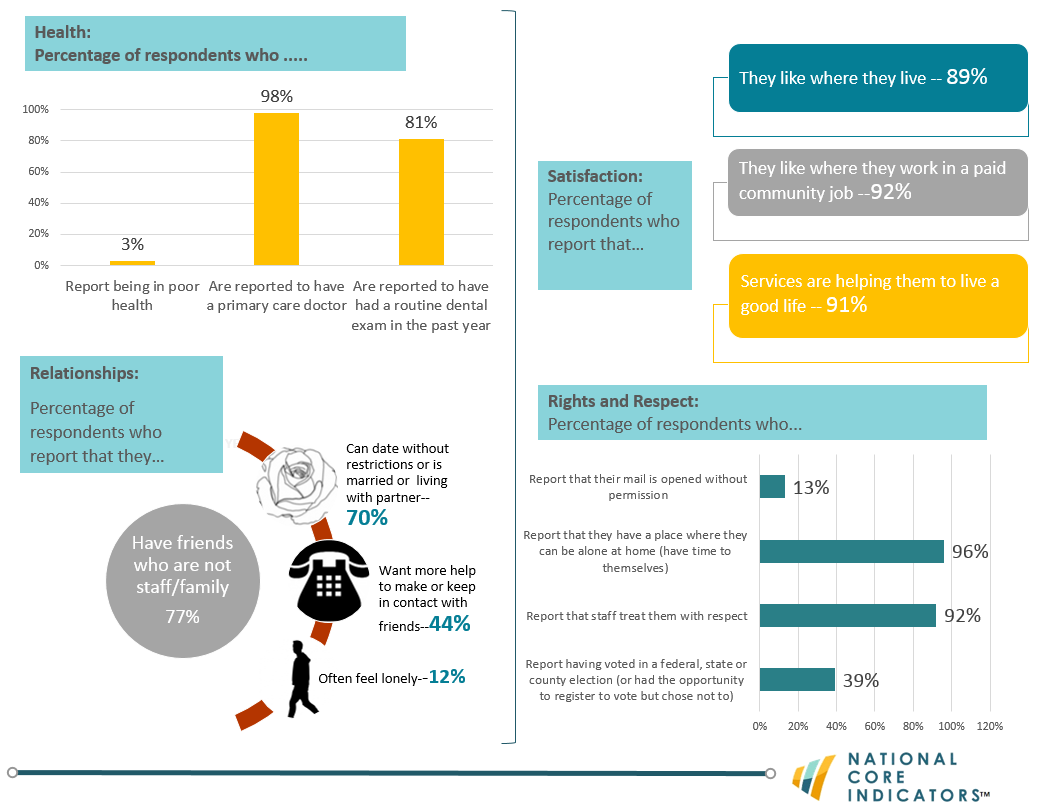 Health:
Percentage of respondents who .....
98%
81%
3%
100%
80%
60%
40%
20%
0%
Report being in poor
health
Are reported to have
a primary care doctor
Are reported to have
had a routine dental
exam in the past year
Relationships:
Percentage of
respondents who
report that they...
Can date without
restrictions or is
married or living
with partner--
70%
Have friends
who are not
staff/family
77%
Want more help
to make or keep
in contact with
friends--44%
Often feel lonely--12%
They like where they live -- 89%
Satisfaction:
Percentage of
respondents who
report that...
They like where they work in a paid
community job --92%
Services are helping them to live a
good life -- 91%
Rights and Respect:
Percentage of respondents who...
Report that their mail is opened without
permission
13%
Report that they have a place where they
can be alone at home (have time to
themselves)
96%
Report that staff treat them with respect
92%
Report having voted in a federal, state or
county election (or had the opportunity
to register to vote but chose not to)
39%
0% 20% 40% 60% 80% 100% 120%
NATIONAL
CORE
INDICATORS™